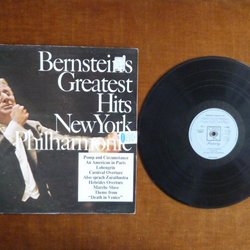 Bernstein's
Greatest
Hits
New York
Philharmonic
Pomp and Circumstance
An American in Paris
Lohengrin
Carnival Overture
Also sprach Zarathustra
Hebrides Overture
Marche Slave
Theme from
"Death in Venice"